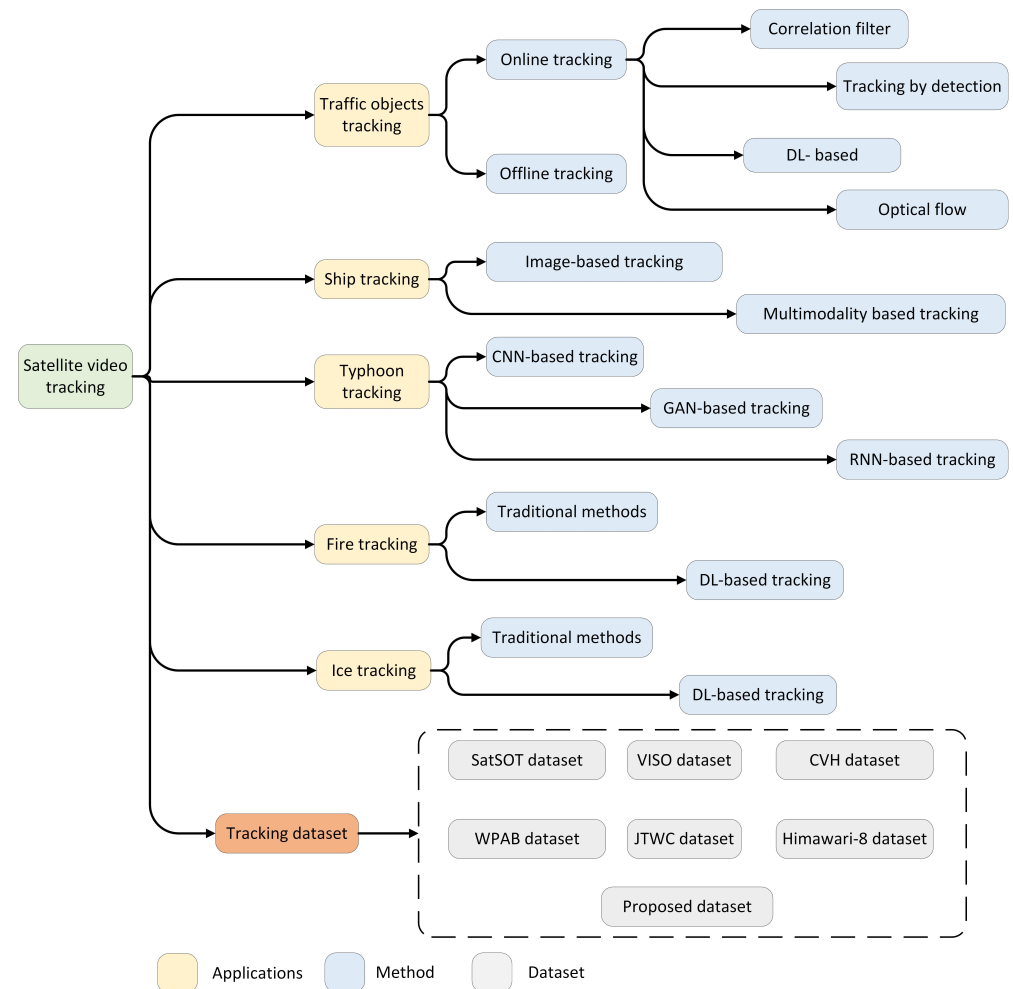 Correlation filter
Online tracking
Tracking by detection
Traffic objects
tracking
DL- based
Offline tracking
Optical flow
Image-based tracking
Ship tracking
Multimodality based tracking
CNN-based tracking
Satellite video
tracking
Typhoon
tracking
GAN-based tracking
RNN-based tracking
Traditional methods
Fire tracking
DL-based tracking
Traditional methods
Ice tracking
DL-based tracking
SatSOT dataset
VISO dataset
CVH dataset
Tracking dataset
WPAB dataset
JTWC dataset
Himawari-8 dataset
Proposed dataset
Applications
Method
Dataset